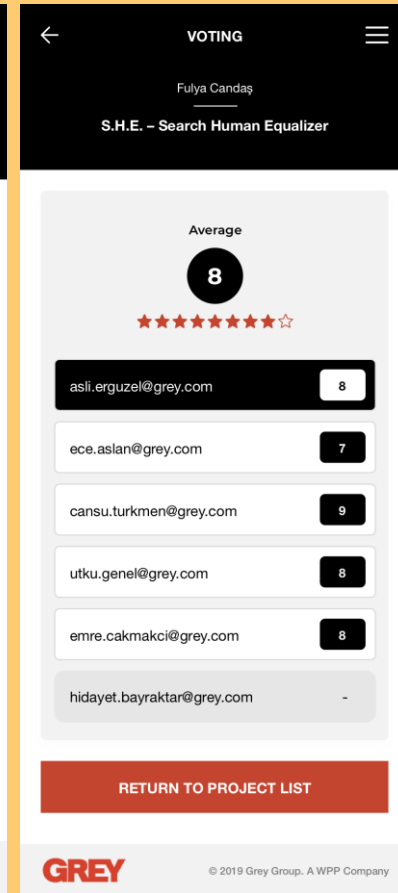 VOTING
Fulya Candaş
S.H.E. – Search Human Equalizer
Average
8
asli.erguzel@grey.com 8
ece.aslan@grey.com 7
cansu.turkmen@grey.com 9
utku.genel@grey.com 8
emre.cakmakci@grey.com 8
hidayet.bayraktar@grey.com -
RETURN TO PROJECT LIST
GREY © 2019 Grey Group. A WPP Company